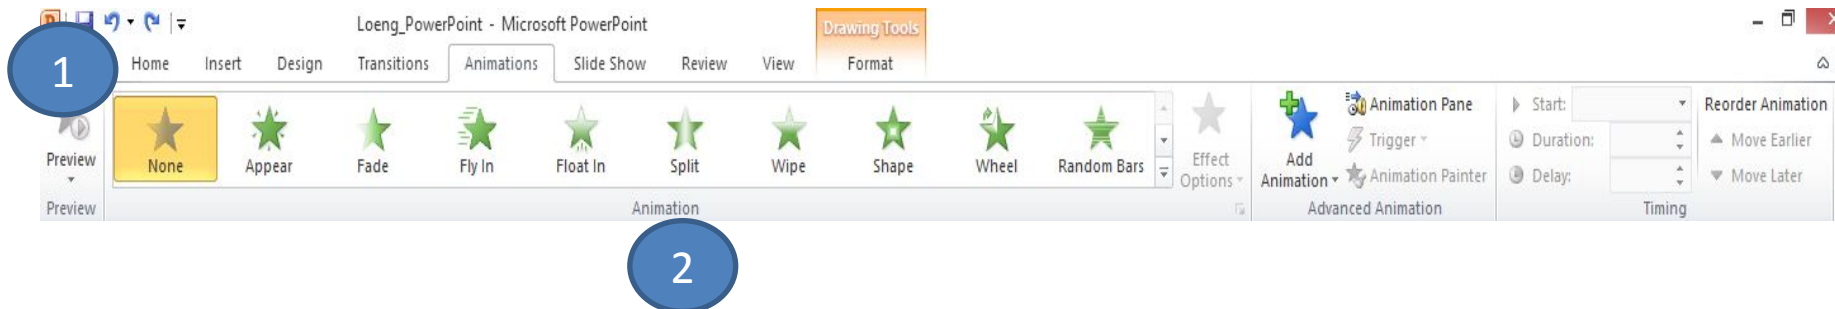 Loeng_PowerPoint - Microsoft PowerPoint
Drawing Tools
1
Home Insert Design Transitions Animations Slide Show Review View Format
Preview
None Appear Fade Fly In Float In Split Wipe Shape Wheel Random Bars
Effect
Options
Add
Animation
Animation Pane
Trigger
Animation Painter
Start:
Duration:
Delay:
Reorder Animation
Move Earlier
Move Later
Preview Animation Advanced Animation Timing
2